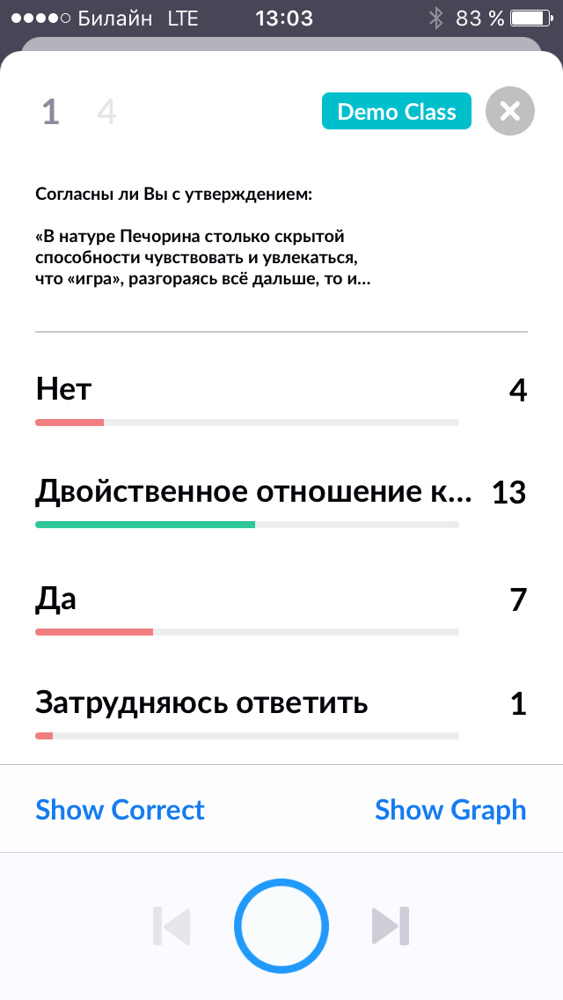 Билайн LTE 13:03 83 %
1 4 Demo Class
Согласны ли Вы с утверждением:
«В натуре Печорина столько скрытой
способности чувствовать и увлекаться,
что «игра», разгораясь всё дальше, то и...
Нет 4
Двойственное отношение к... 13
Да 7
Затрудняюсь ответить 1
Show Correct Show Graph